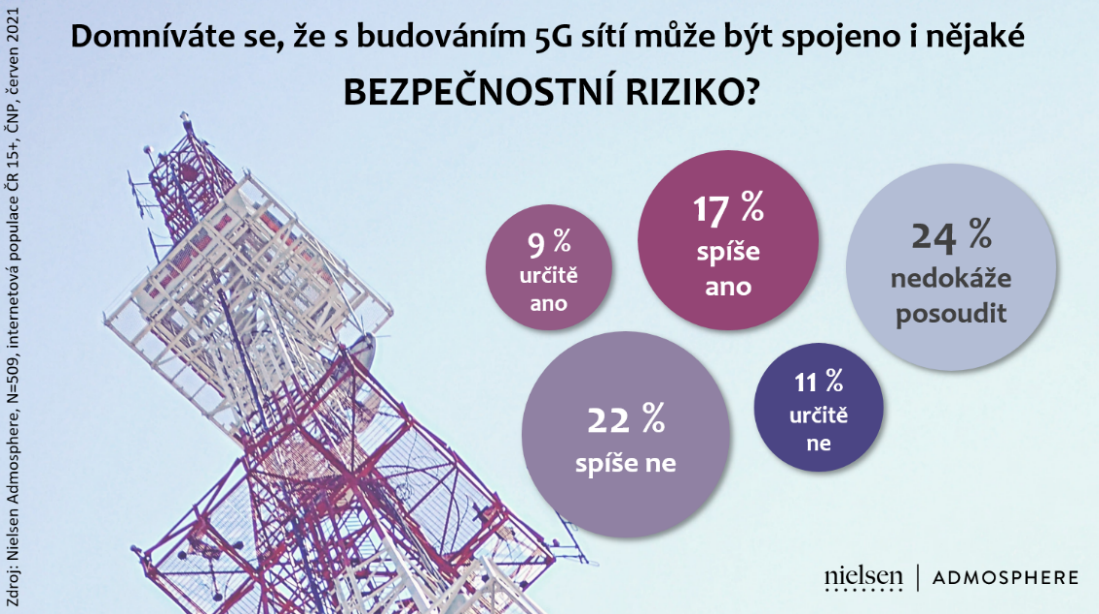 Domníváte se, že s budováním 5G sítí může být spojeno i nějaké
BEZPEČNOSTNÍ RIZIKO?
9 %
určitě
ano
17 %
spíše
ano
24 %
nedokáže
posoudit
22 %
spíše ne
11 %
určitě
ne
Zdroj: Nielsen Admosphere, N=509, internetová populace ČR 15+, ČNP, červen 2021
nielsen | ADMOSPHERE